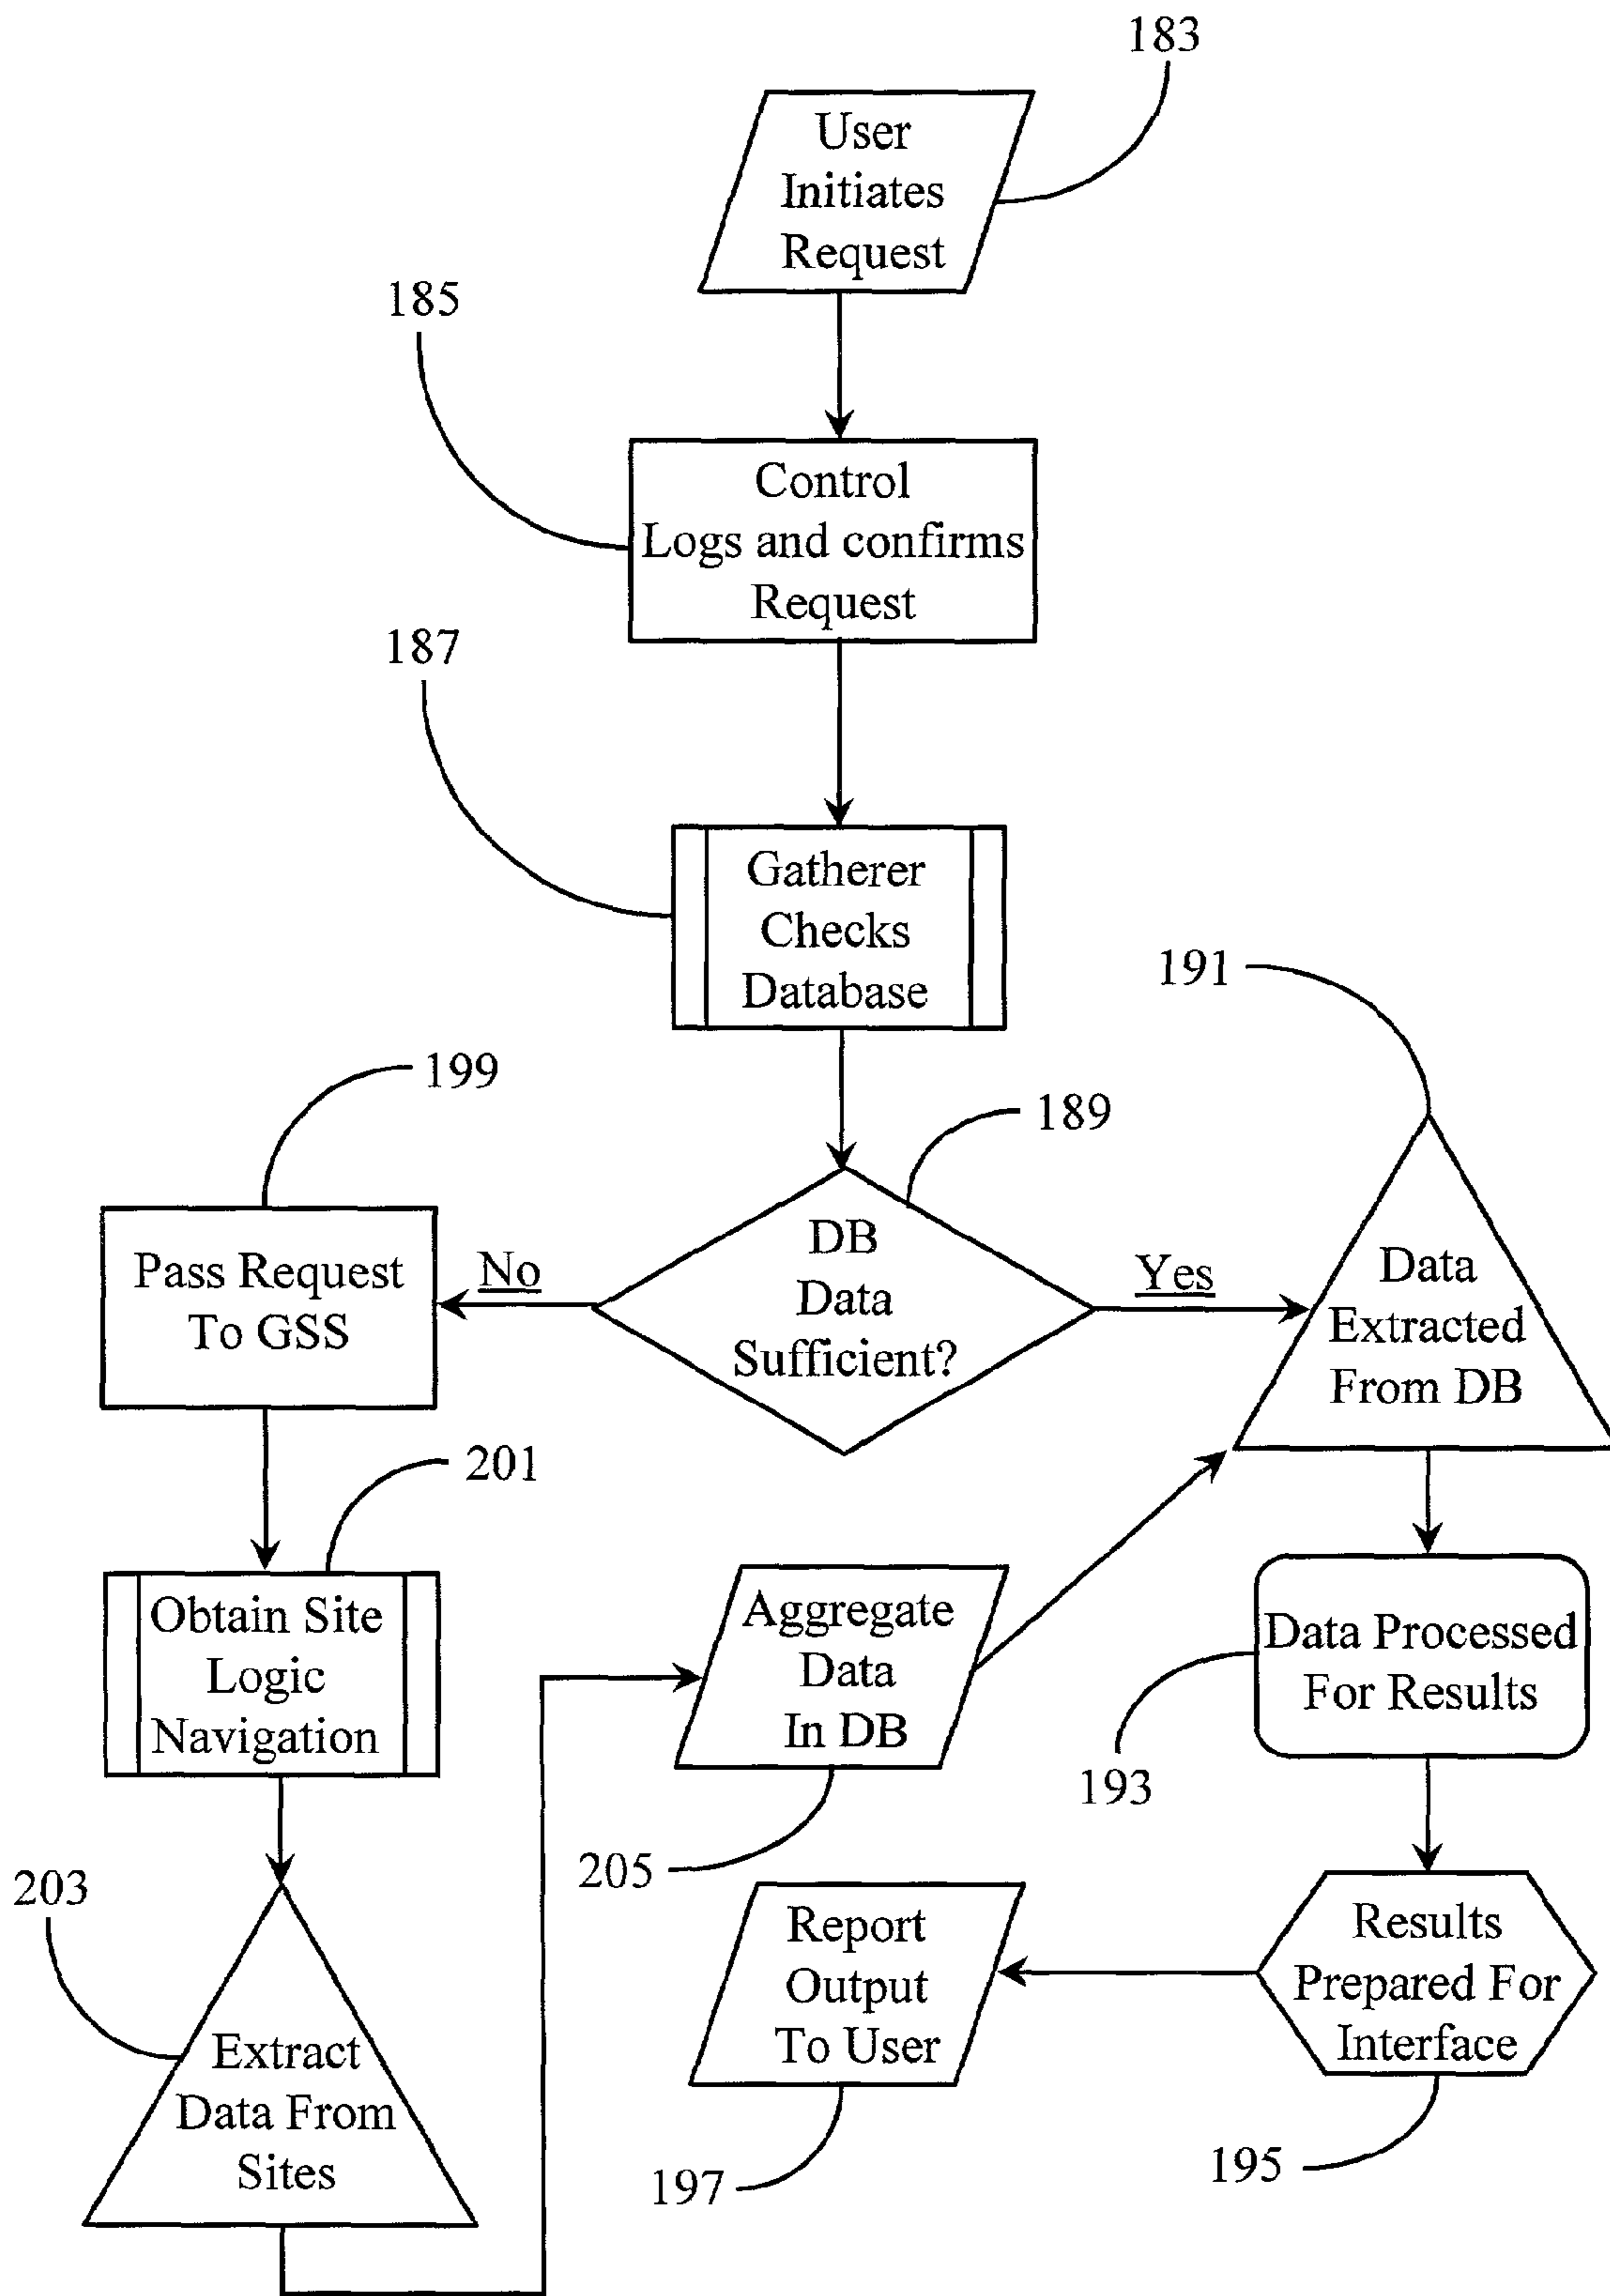 183
User
Initiates
Request
185
Control
Logs and confirms
Request
187
Gatherer
Checks
Database
191
199
189
Pass Request
To GSS
No
DB
Data
Sufficient?
Yes
Data
Extracted
From DB
201
Obtain Site
Logic
Navigation
Aggregate
Data
In DB
Data Processed
For Results
193
205
203
Extract
Data From
Sites
Report
Output
To User
Results
Prepared For
Interface
197
195